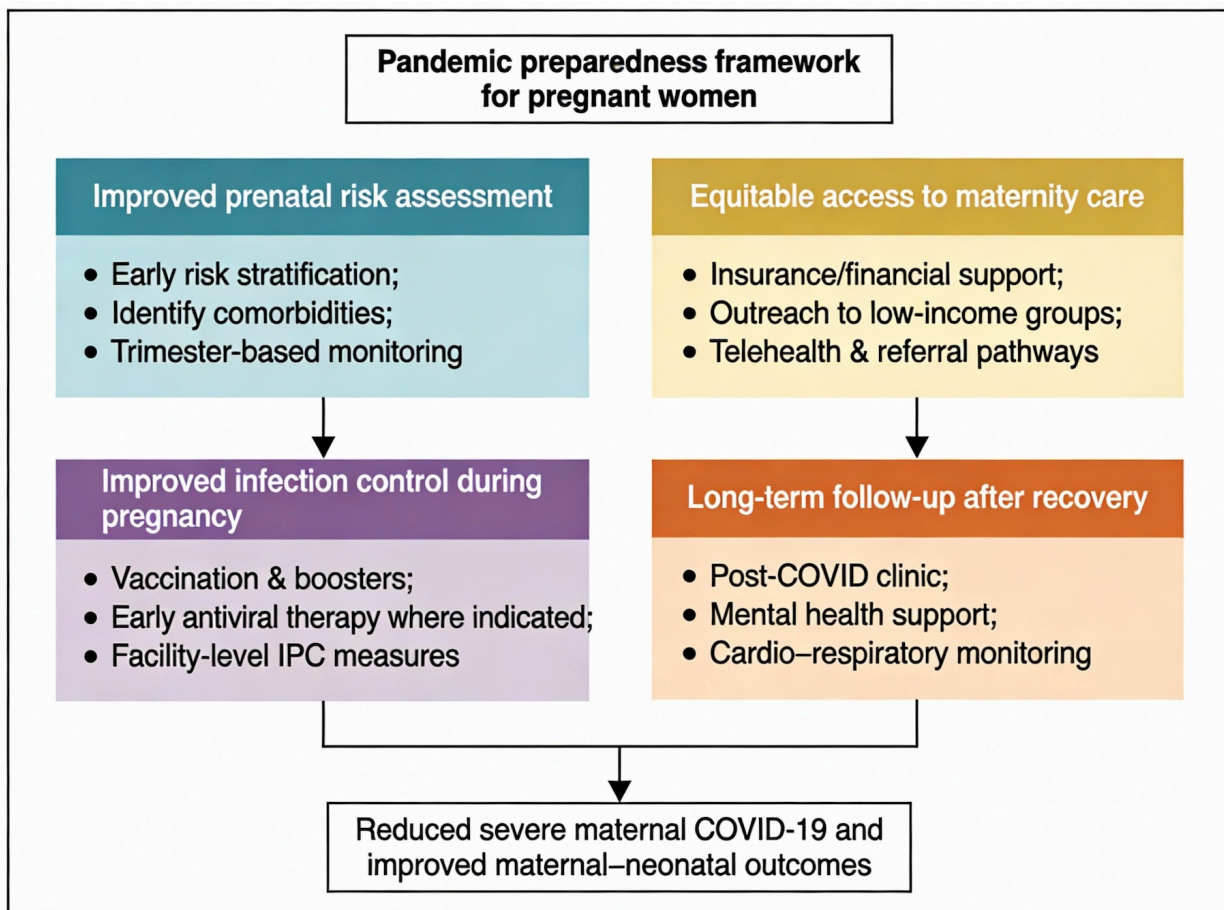 Pandemic preparedness framework
for pregnant women
Improved prenatal risk assessment
• Early risk stratification;
• Identify comorbidities;
• Trimester-based monitoring
Equitable access to maternity care
• Insurance/financial support;
• Outreach to low-income groups;
• Telehealth & referral pathways
Improved infection control during
pregnancy
• Vaccination & boosters;
• Early antiviral therapy where indicated;
• Facility-level IPC measures
Long-term follow-up after recovery
• Post-COVID clinic;
• Mental health support;
• Cardio–respiratory monitoring
Reduced severe maternal COVID-19 and
improved maternal–neonatal outcomes